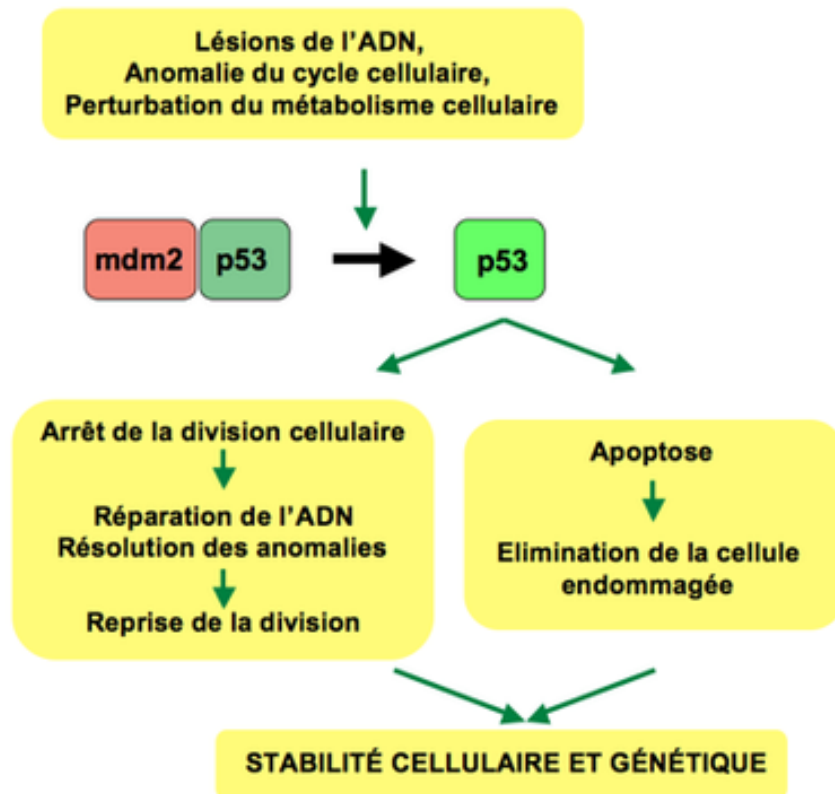 Lésions de l’ADN,
Anomalie du cycle cellulaire,
Perturbation du métabolisme cellulaire
mdm2 p53
p53
Arrêt de la division cellulaire
Réparation de l’ADN
Résolution des anomalies
Reprise de la division
Apoptose
Elimination de la cellule
endommagée
STABILITÉ CELLULAIRE ET GÉNÉTIQUE